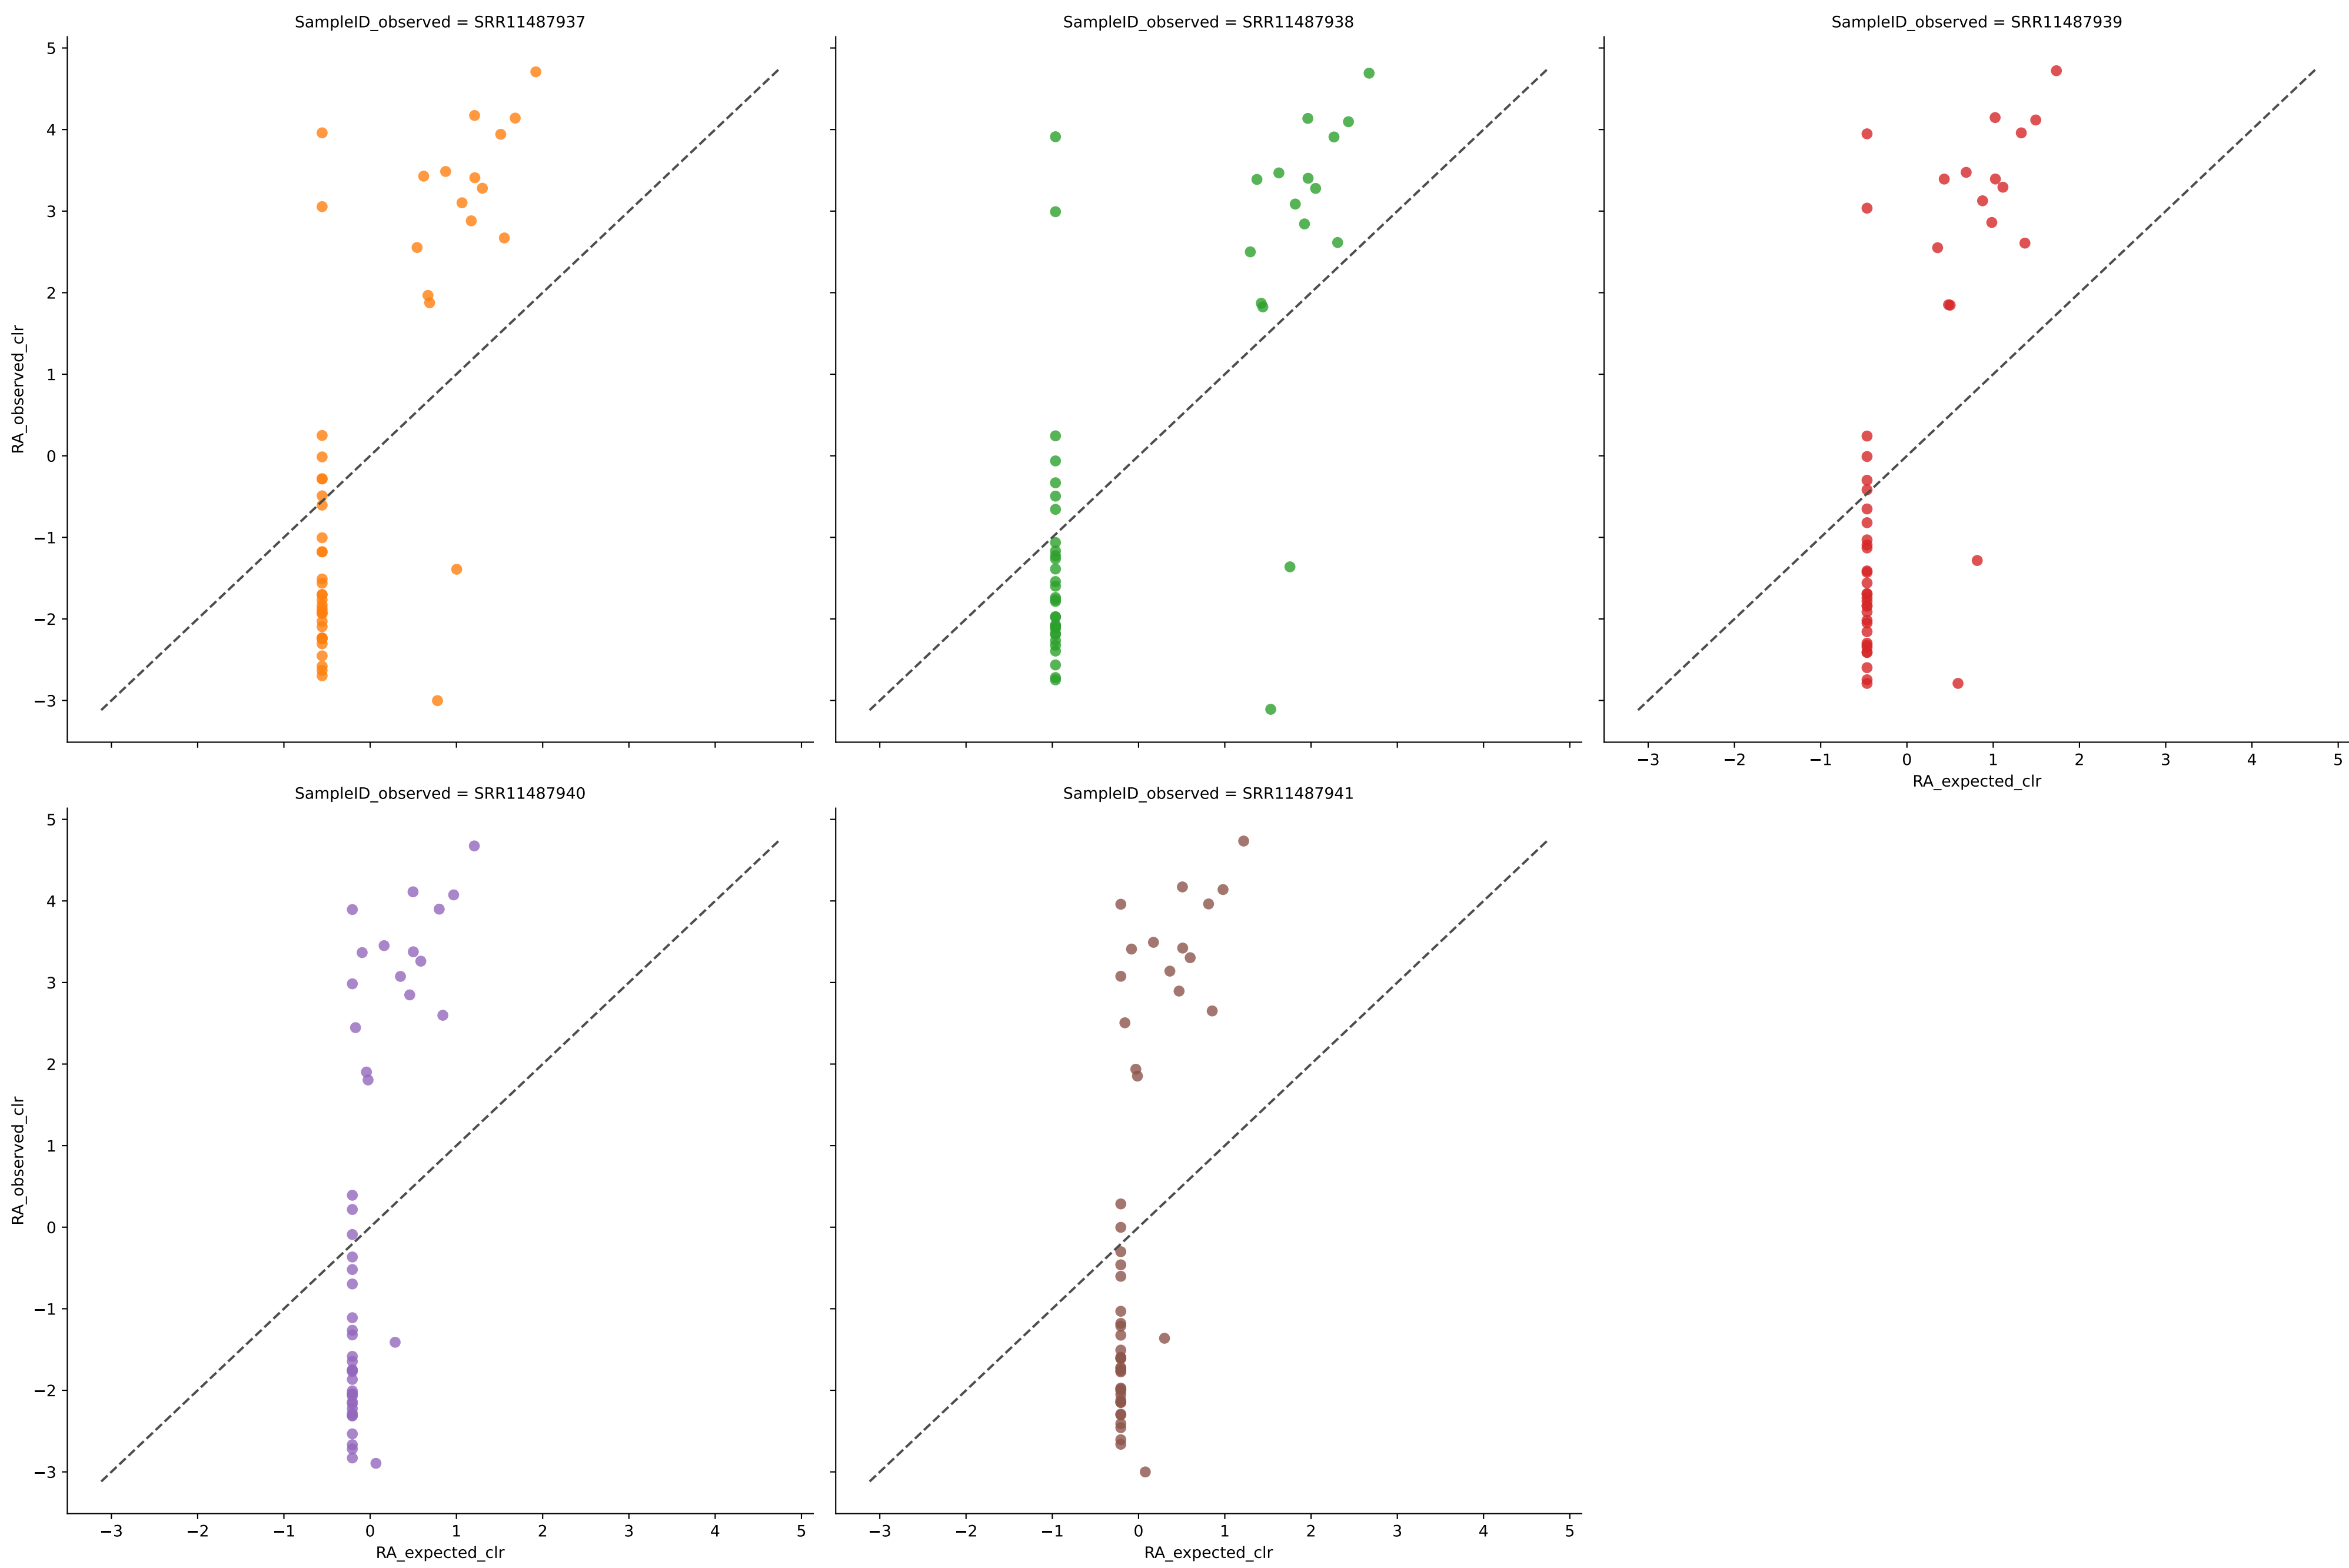 SampleID_observed = SRR11487937
SampleID_observed = SRR11487938
SampleID_observed = SRR11487939
5
4
3
2
1
0
−1
−2
−3
RA_observed_clr
−3 −2 −1 0 1 2 3 4 5
RA_expected_clr
SampleID_observed = SRR11487940
SampleID_observed = SRR11487941
5
4
3
2
1
0
−1
−2
−3
RA_observed_clr
−3 −2 −1 0 1 2 3 4 5
RA_expected_clr
−3 −2 −1 0 1 2 3 4 5
RA_expected_clr